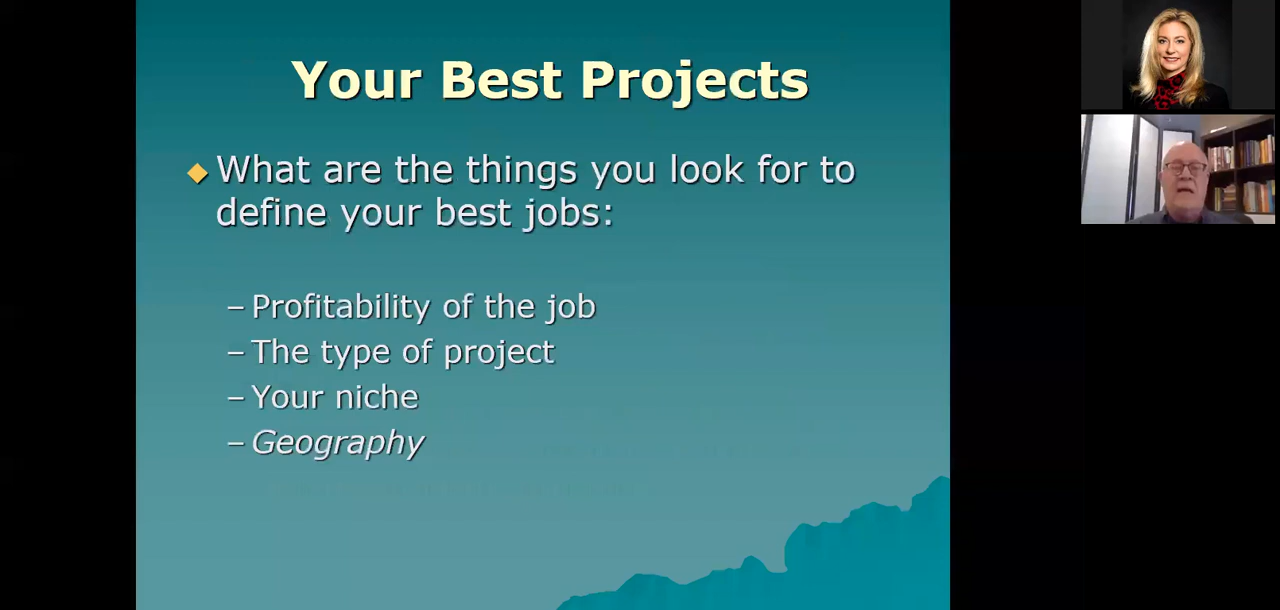 Your Best Projects
What are the things you look for to
define your best jobs:
– Profitability of the job
– The type of project
– Your niche
– Geography